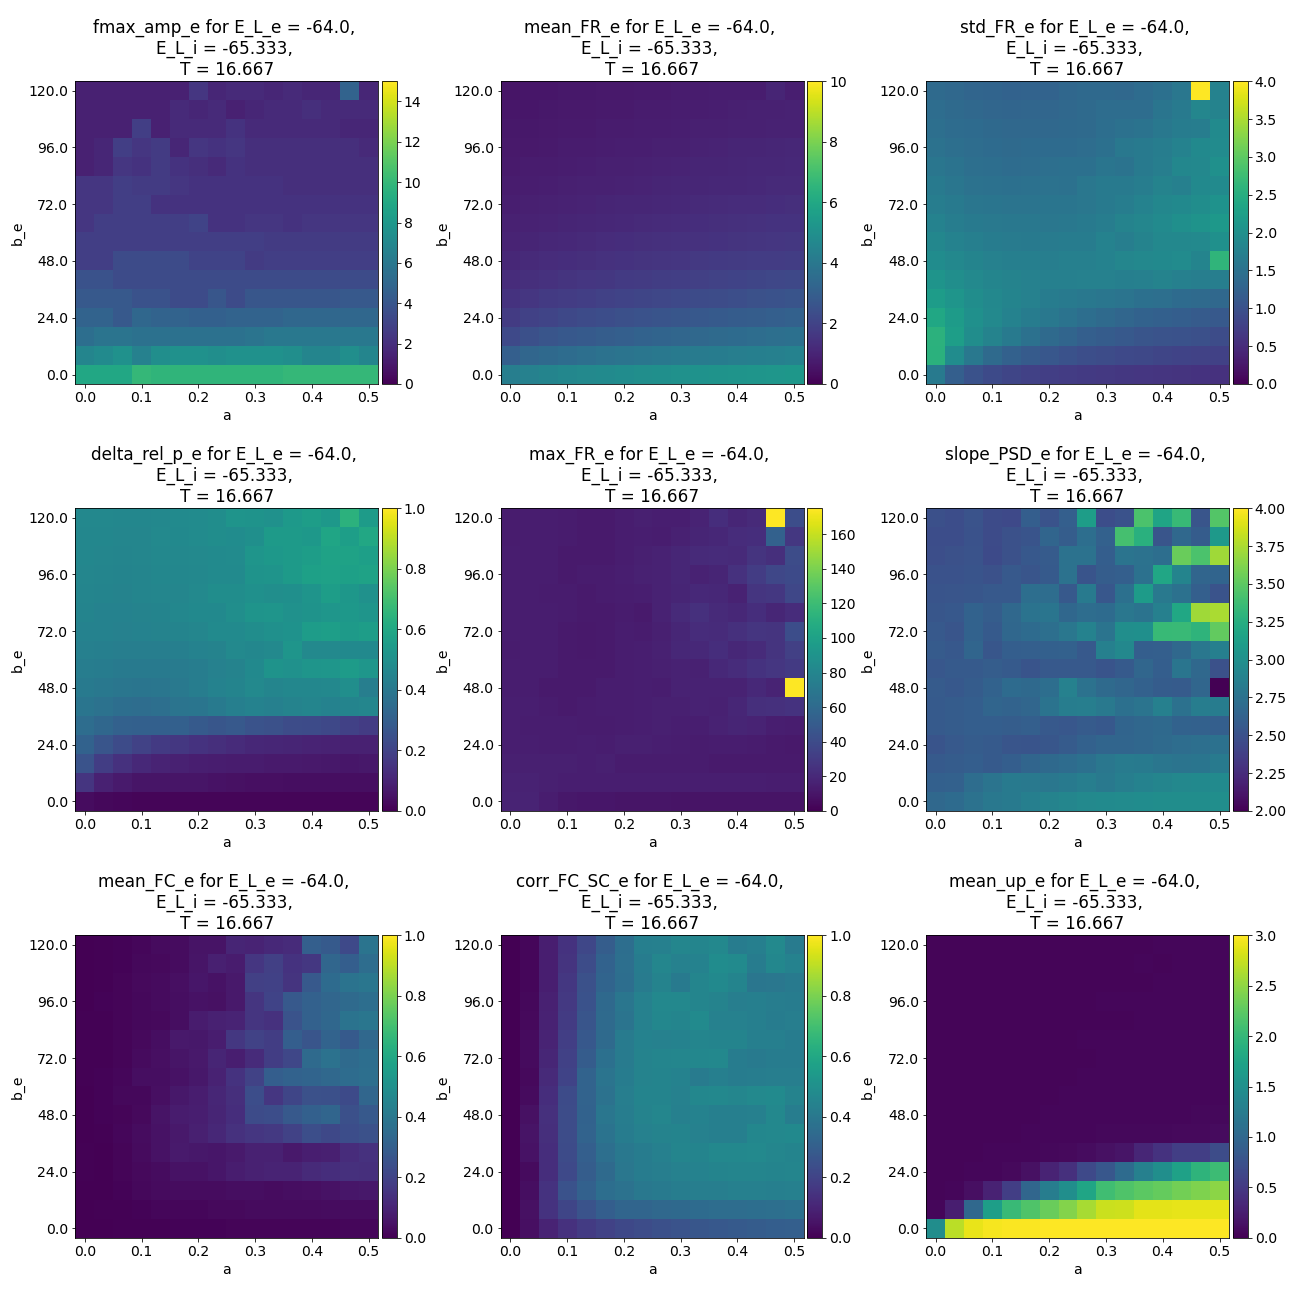 fmax_amp_e for E_L_e = -64.0,
E_L_i = -65.333,
T = 16.667
120.0
96.0
72.0
48.0
24.0
0.0
b_e
0.0 0.1 0.2 0.3 0.4 0.5
a
14
12
10
8
6
4
2
0
mean_FR_e for E_L_e = -64.0,
E_L_i = -65.333,
T = 16.667
120.0
96.0
72.0
48.0
24.0
0.0
b_e
0.0 0.1 0.2 0.3 0.4 0.5
a
10
8
6
4
2
0
std_FR_e for E_L_e = -64.0,
E_L_i = -65.333,
T = 16.667
120.0
96.0
72.0
48.0
24.0
0.0
b_e
0.0 0.1 0.2 0.3 0.4 0.5
a
4.0
3.5
3.0
2.5
2.0
1.5
1.0
0.5
0.0
delta_rel_p_e for E_L_e = -64.0,
E_L_i = -65.333,
T = 16.667
120.0
96.0
72.0
48.0
24.0
0.0
b_e
0.0 0.1 0.2 0.3 0.4 0.5
a
1.0
0.8
0.6
0.4
0.2
0.0
max_FR_e for E_L_e = -64.0,
E_L_i = -65.333,
T = 16.667
120.0
96.0
72.0
48.0
24.0
0.0
b_e
0.0 0.1 0.2 0.3 0.4 0.5
a
160
140
120
100
80
60
40
20
0
slope_PSD_e for E_L_e = -64.0,
E_L_i = -65.333,
T = 16.667
120.0
96.0
72.0
48.0
24.0
0.0
b_e
0.0 0.1 0.2 0.3 0.4 0.5
a
4.00
3.75
3.50
3.25
3.00
2.75
2.50
2.25
2.00
mean_FC_e for E_L_e = -64.0,
E_L_i = -65.333,
T = 16.667
120.0
96.0
72.0
48.0
24.0
0.0
b_e
0.0 0.1 0.2 0.3 0.4 0.5
a
1.0
0.8
0.6
0.4
0.2
0.0
corr_FC_SC_e for E_L_e = -64.0,
E_L_i = -65.333,
T = 16.667
120.0
96.0
72.0
48.0
24.0
0.0
b_e
0.0 0.1 0.2 0.3 0.4 0.5
a
1.0
0.8
0.6
0.4
0.2
0.0
mean_up_e for E_L_e = -64.0,
E_L_i = -65.333,
T = 16.667
120.0
96.0
72.0
48.0
24.0
0.0
b_e
0.0 0.1 0.2 0.3 0.4 0.5
a
3.0
2.5
2.0
1.5
1.0
0.5
0.0